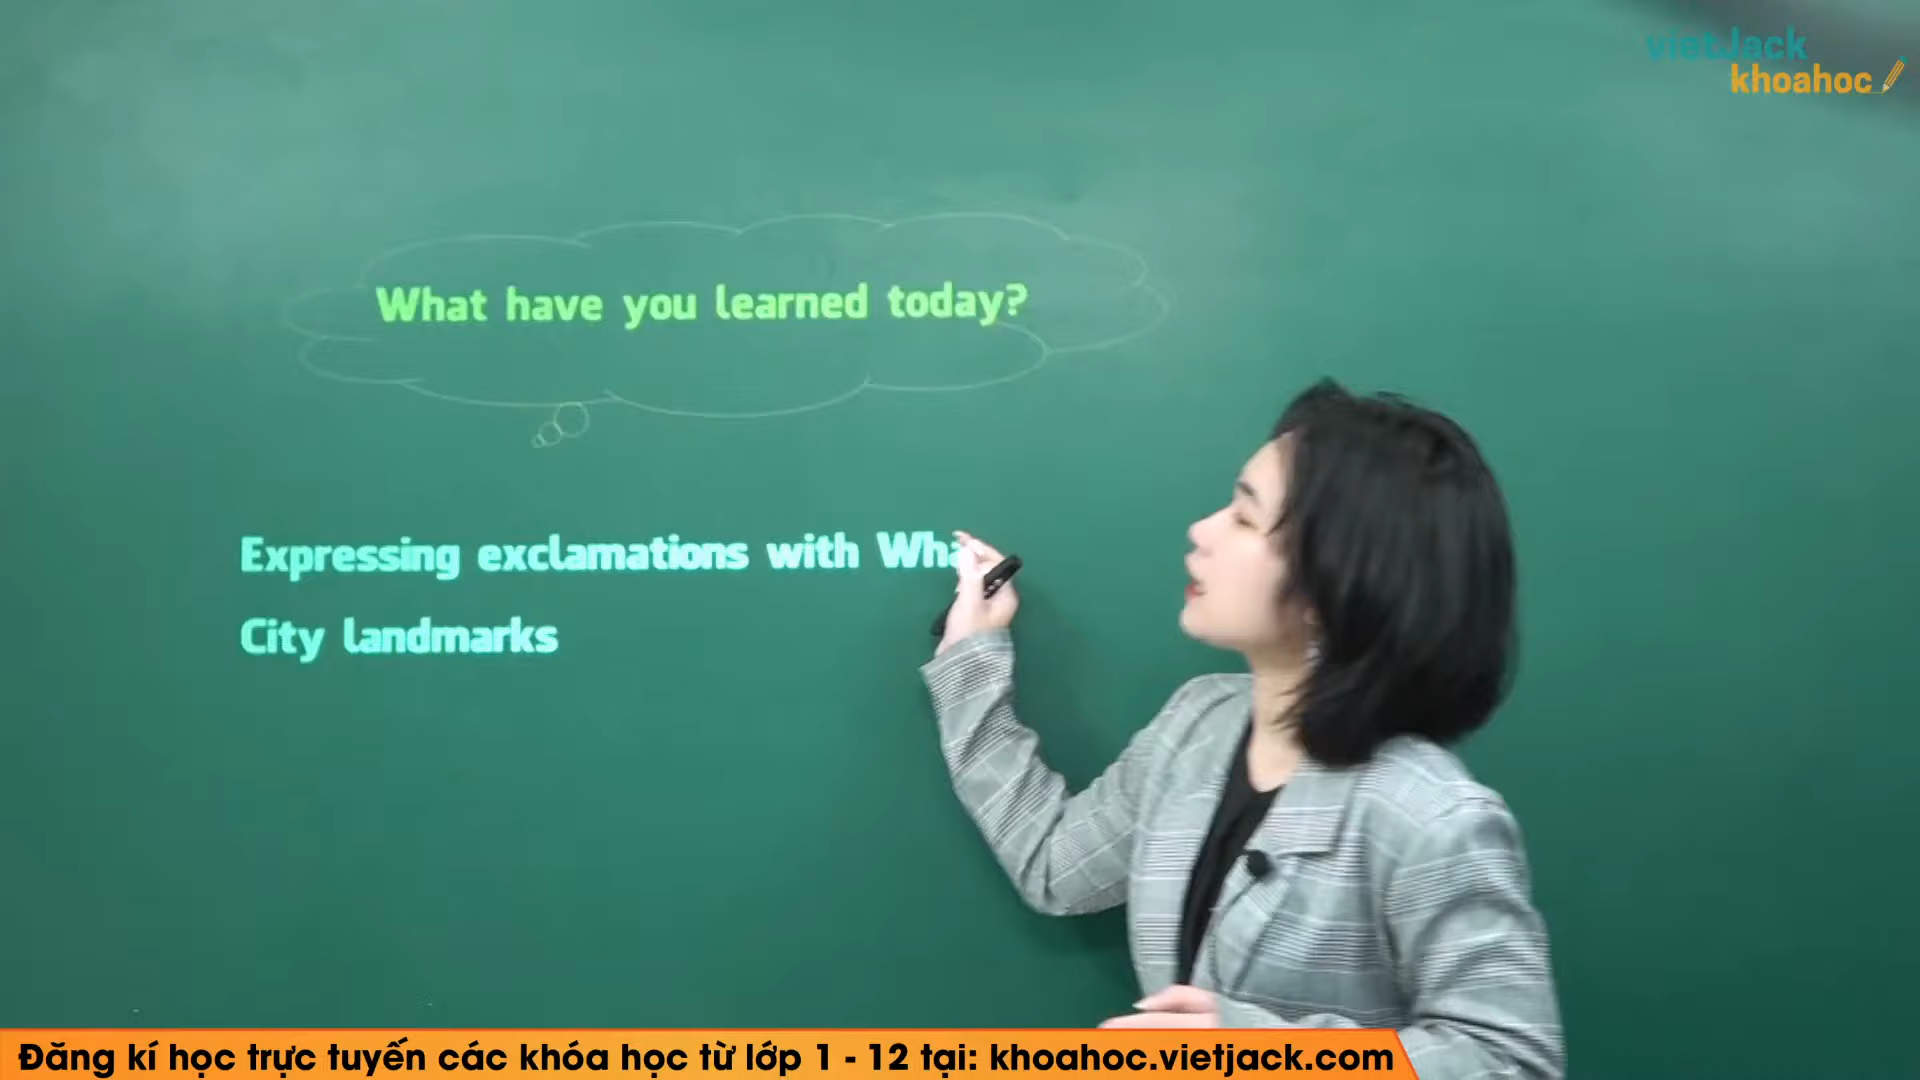 vietJack
khoahoc
What have you learned today?
Expressing exclamations with
City landmarks
Đăng kí học trực tuyến các khóa học từ lớp 1 - 12 tại: khoahoc.vietjack.com